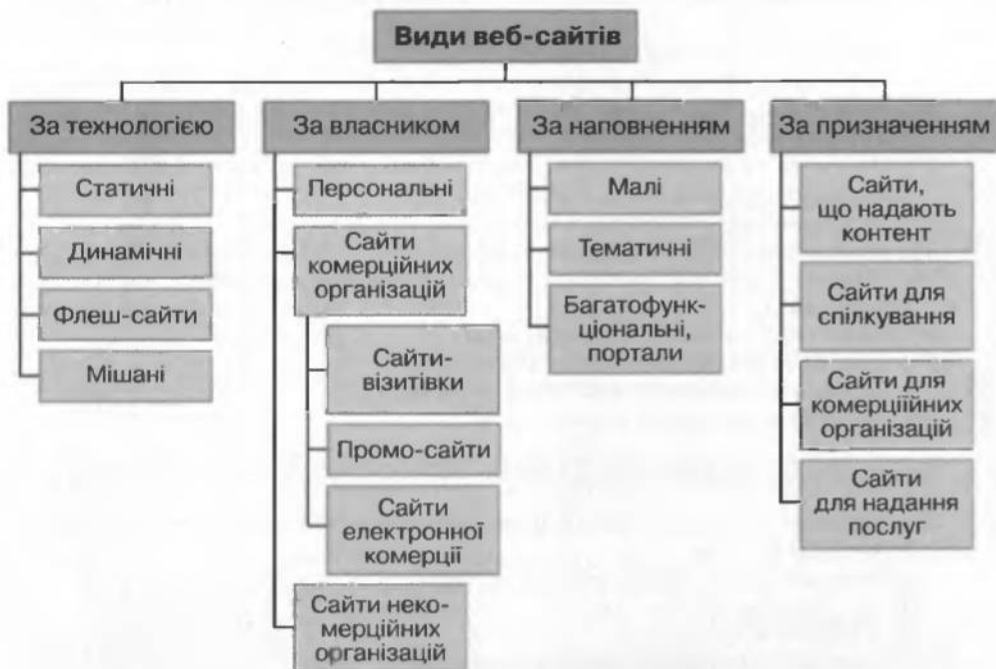 Види веб-сайтів
За технологією
Статичні
Динамічні
Флеш-сайти
Мішані
За власником
Персональні
Сайти
комерційних
організацій
Сайти-
візитівки
Промо-сайти
Сайти
електронної
комерції
Сайти неко-
мерційних
організацій
За наповненням
Малі
Тематичні
Багатофунк-
ціональні,
портали
За призначенням
Сайти,
що надають
контент
Сайти для
спілкування
Сайти для
комерціійних
організацій
Сайти
для надання
послуг